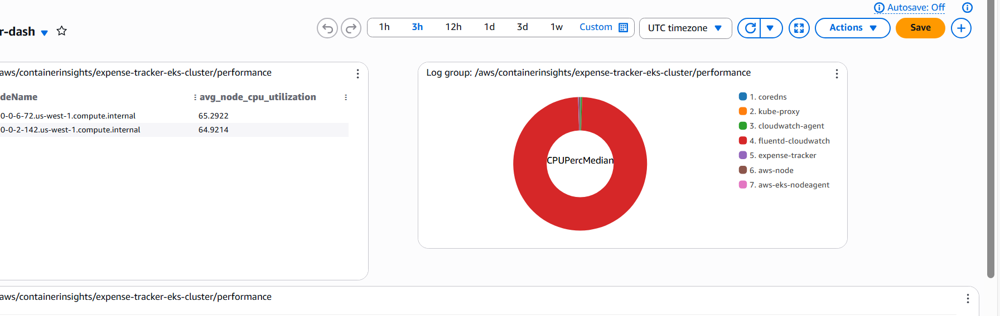 Autosave: Off
r-dash
1h 3h 12h 1d 3d 1w Custom UTC timezone Actions Save
aws/containerinsights/expense-tracker-eks-cluster/performance
deName avg_node_cpu_utilization
0-0-6-72.us-west-1.compute.internal 65.2922
0-0-2-142.us-west-1.compute.internal 64.9214
Log group: /aws/containerinsights/expense-tracker-eks-cluster/performance
CPUPercMedian
1. coredns
2. kube-proxy
3. cloudwatch-agent
4. fluentd-cloudwatch
5. expense-tracker
6. aws-node
7. aws-eks-nodeagent
aws/containerinsights/expense-tracker-eks-cluster/performance